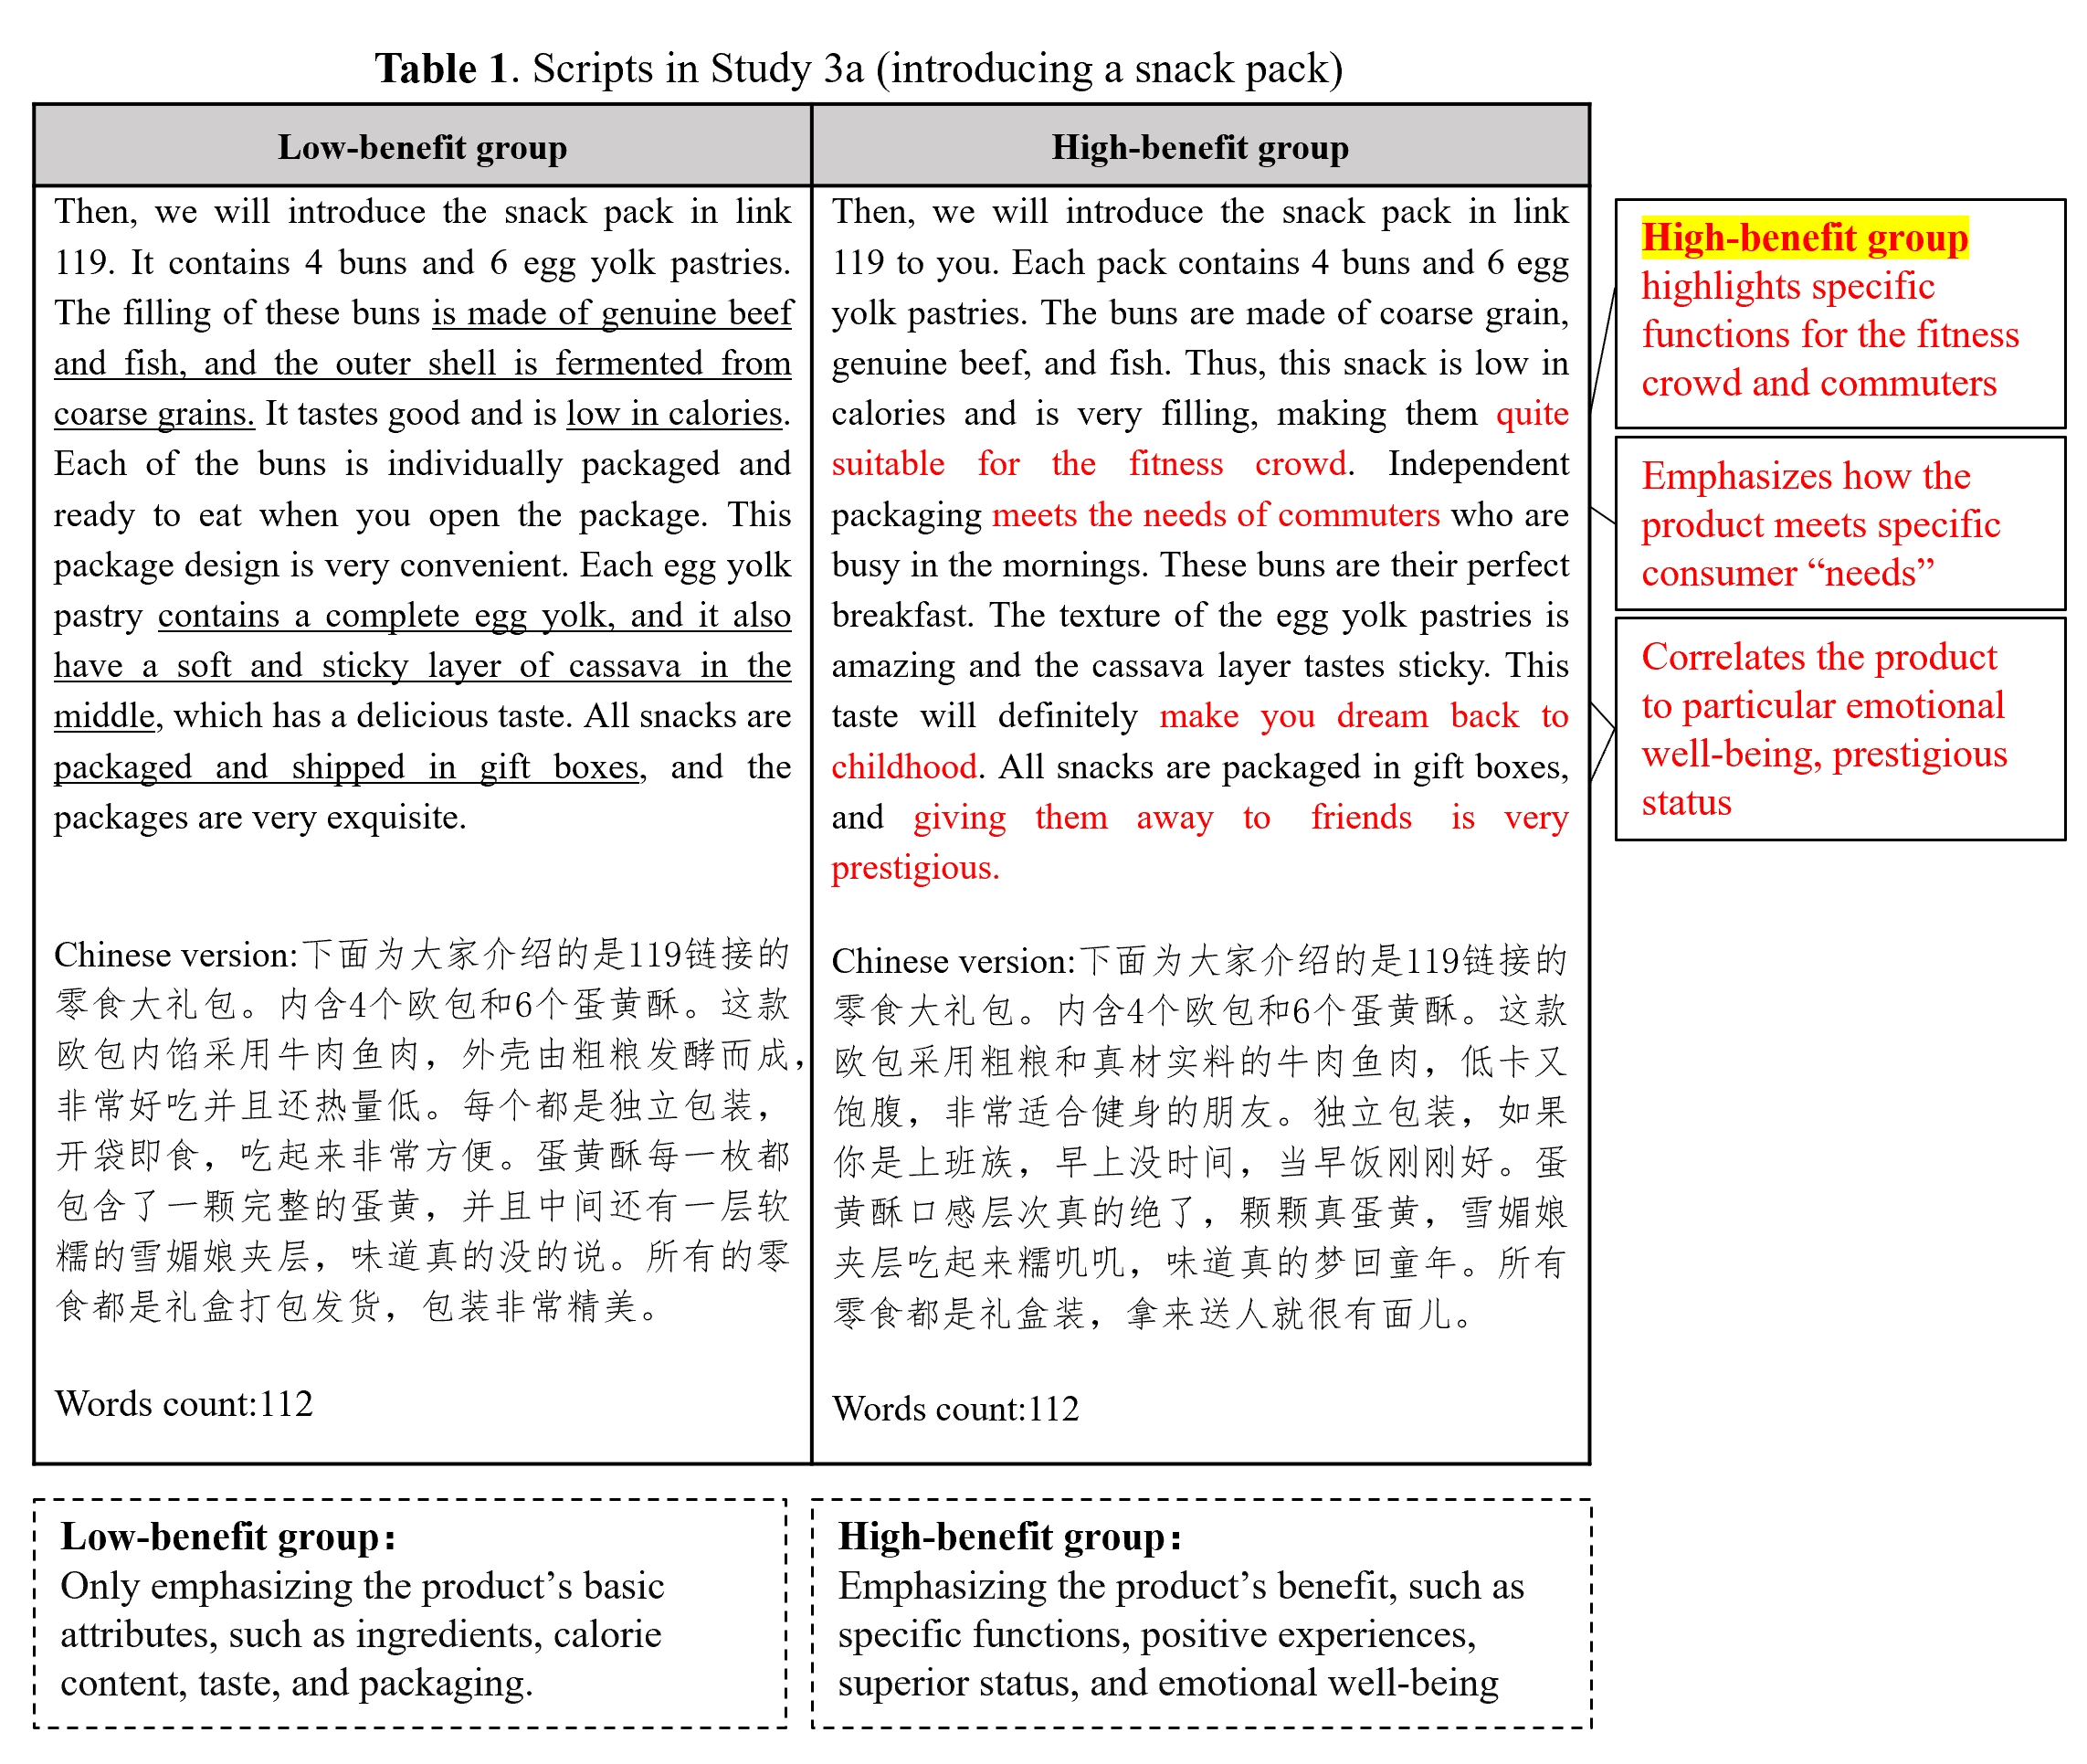 Table 1. Scripts in Study 3a (introducing a snack pack)
Low-benefit group
Then, we will introduce the snack pack in link
119. It contains 4 buns and 6 egg yolk pastries.
The filling of these buns is made of genuine beef
and fish, and the outer shell is fermented from
coarse grains. It tastes good and is low in calories.
Each of the buns is individually packaged and
ready to eat when you open the package. This
package design is very convenient. Each egg yolk
pastry contains a complete egg yolk, and it also
have a soft and sticky layer of cassava in the
middle, which has a delicious taste. All snacks are
packaged and shipped in gift boxes, and the
packages are very exquisite.
Chinese version:下面为大家介绍的是119链接的
零食大礼包。内含4个欧包和6个蛋黄酥。这款
欧包内馅采用牛肉鱼肉，外壳由粗粮发酵而成，
非常好吃并且还热量低。每个都是独立包装，
开袋即食，吃起来非常方便。蛋黄酥每一枚都
包含了一颗完整的蛋黄，并且中间还有一层软
糯的雪媚娘夹层，味道真的没的说。所有的零
食都是礼盒打包发货，包装非常精美。
Words count:112
High-benefit group
Then, we will introduce the snack pack in link
119 to you. Each pack contains 4 buns and 6 egg
yolk pastries. The buns are made of coarse grain,
genuine beef, and fish. Thus, this snack is low in
calories and is very filling, making them quite
suitable for the fitness crowd. Independent
packaging meets the needs of commuters who are
busy in the mornings. These buns are their perfect
breakfast. The texture of the egg yolk pastries is
amazing and the cassava layer tastes sticky. This
taste will definitely make you dream back to
childhood. All snacks are packaged in gift boxes,
and giving them away to friends is very
prestigious.
Chinese version:下面为大家介绍的是119链接的
零食大礼包。内含4个欧包和6个蛋黄酥。这款
欧包采用粗粮和真材实料的牛肉鱼肉，低卡又
饱腹，非常适合健身的朋友。独立包装，如果
你是上班族，早上没时间，当早饭刚刚好。蛋
黄酥口感层次真的绝了，颗颗真蛋黄，雪媚娘
夹层吃起来糯叽叽，味道真的梦回童年。所有
零食都是礼盒装，拿来送人就很有面儿。
Words count:112
High-benefit group
highlights specific
functions for the fitness
crowd and commuters
Emphasizes how the
product meets specific
consumer “needs”
Correlates the product
to particular emotional
well-being, prestigious
status
Low-benefit group：
Only emphasizing the product’s basic
attributes, such as ingredients, calorie
content, taste, and packaging.
High-benefit group：
Emphasizing the product’s benefit, such as
specific functions, positive experiences,
superior status, and emotional well-being